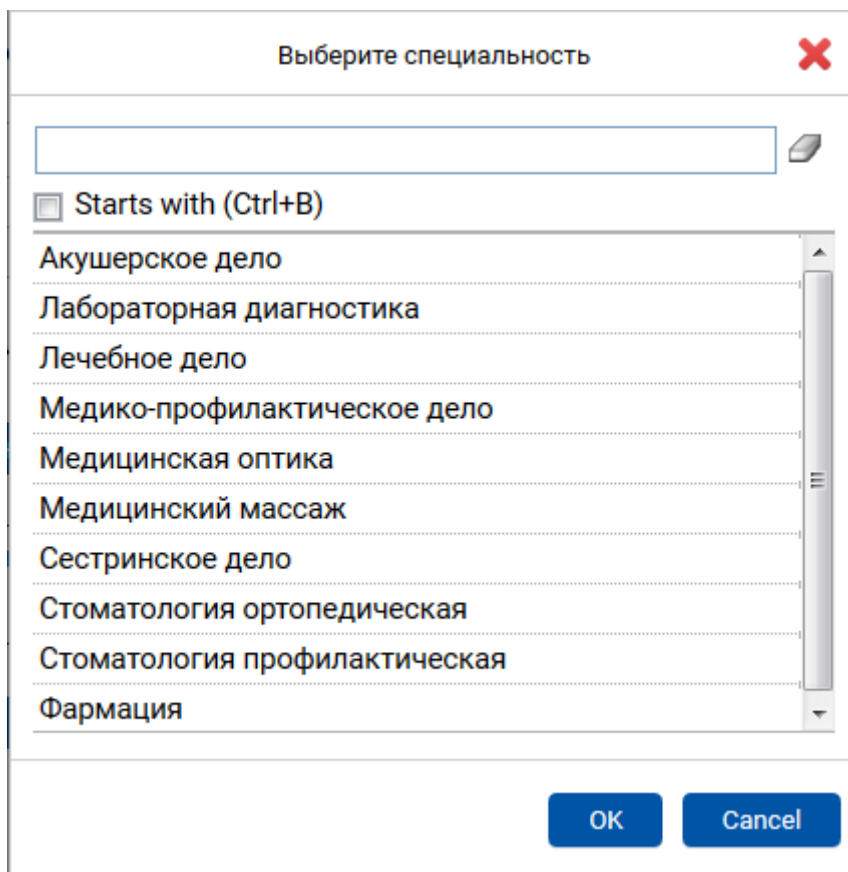 Выберите специальность
Starts with (Ctrl+B)
Акушерское дело
Лабораторная диагностика
Лечебное дело
Медико-профилактическое дело
Медицинская оптика
Медицинский массаж
Сестринское дело
Стоматология ортопедическая
Стоматология профилактическая
Фармация
OK Cancel